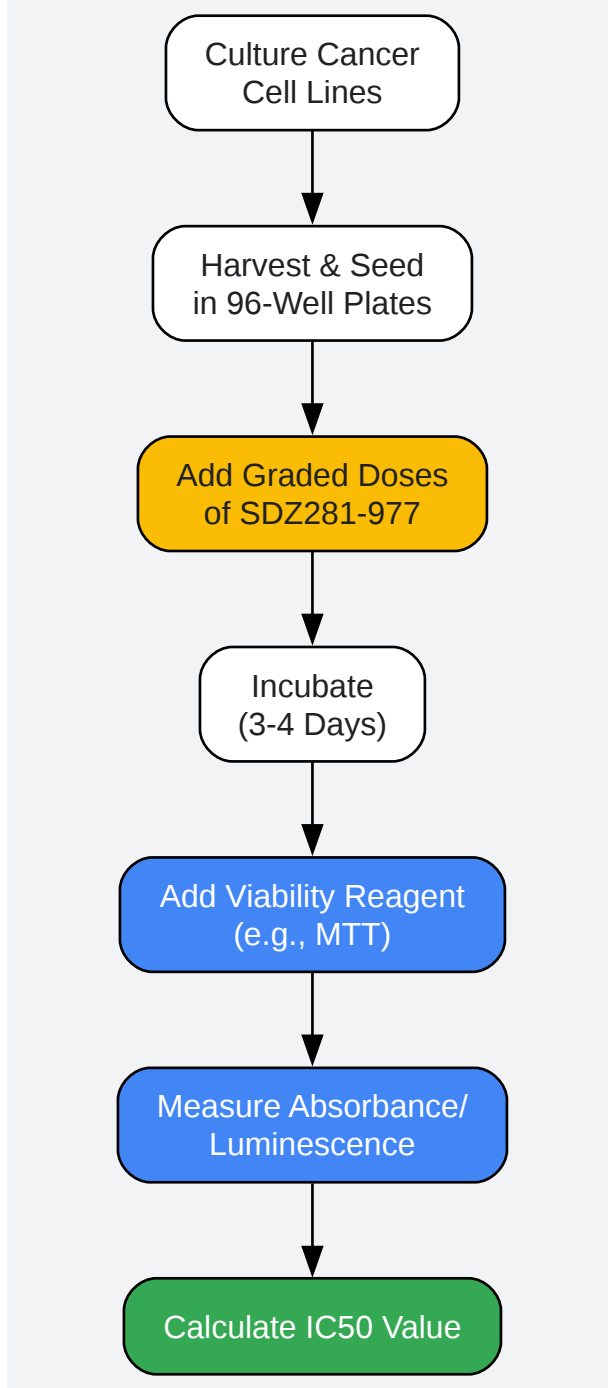 Culture Cancer
Cell Lines
Harvest & Seed
in 96-Well Plates
Add Graded Doses
of SDZ281-977
Incubate
(3-4 Days)
Add Viability Reagent
(e.g., MTT)
Measure Absorbance/
Luminescence
Calculate IC50 Value